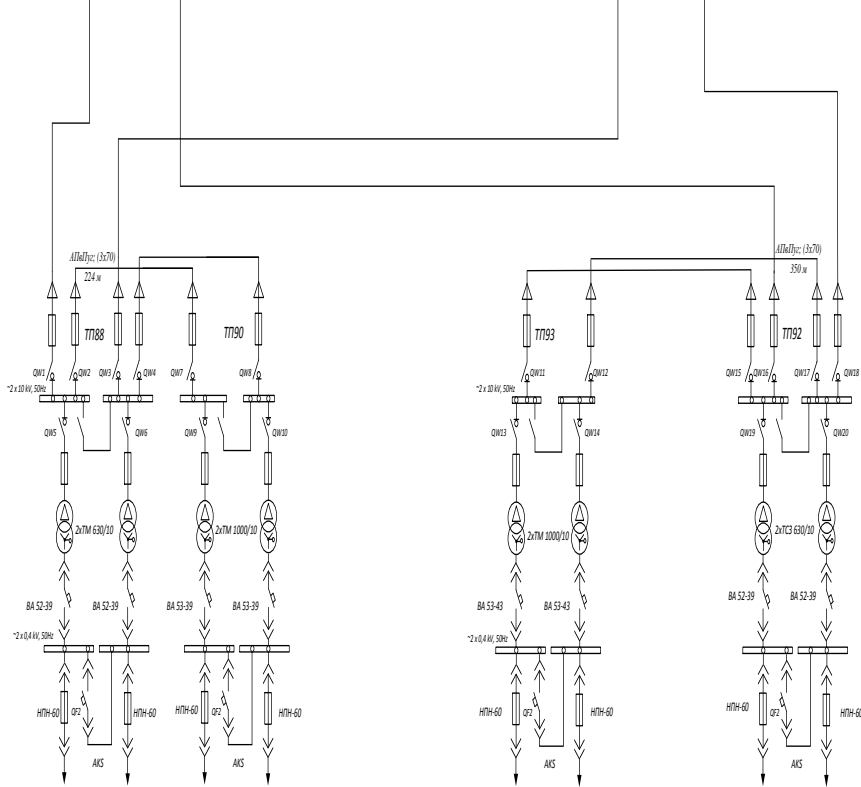 АПвПуг; (3х70)
224 м
АПвПуг; (3х70)
350 м
ТП88
ТП90
ТП93
ТП92
QW1
QW2
QW3
QW4
QW7
QW8
QW11
QW12
QW15
QW16
QW17
QW18
~2 x 10 kV, 50Hz
~2 x 10 kV, 50Hz
QW5
QW6
QW9
QW10
QW13
QW14
QW19
QW20
2хТМ 630/10
2хТМ 1000/10
2хТМ 1000/10
2хТСЗ 630/10
ВА 52-39
ВА 52-39
ВА 53-39
ВА 53-39
ВА 53-43
ВА 53-43
ВА 52-39
ВА 52-39
~2 x 0,4 kV, 50Hz
~2 x 0,4 kV, 50Hz
НПН-60
QF2
НПН-60
НПН-60
QF2
НПН-60
НПН-60
QF2
НПН-60
НПН-60
QF2
НПН-60
AKS
AKS
AKS
AKS